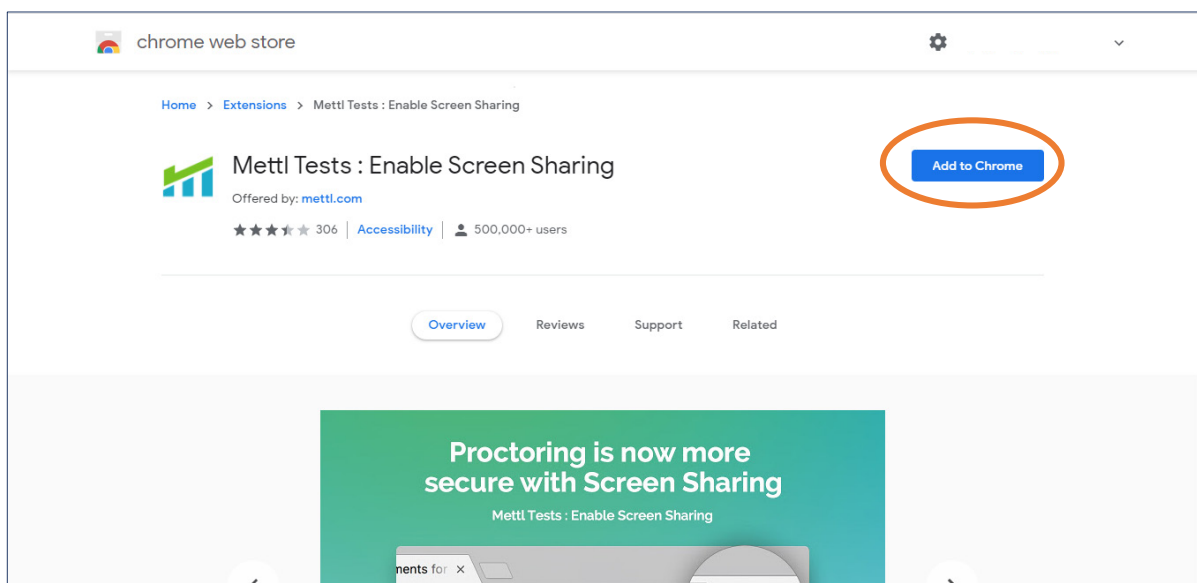 chrome web store
Home > Extensions > Mettl Tests : Enable Screen Sharing
Mettl Tests : Enable Screen Sharing
Add to Chrome
Offered by: mettl.com
306 | Accessibility | 500,000+ users
Overview Reviews Support Related
Proctoring is now more
secure with Screen Sharing
Mettl Tests : Enable Screen Sharing
ments for ×